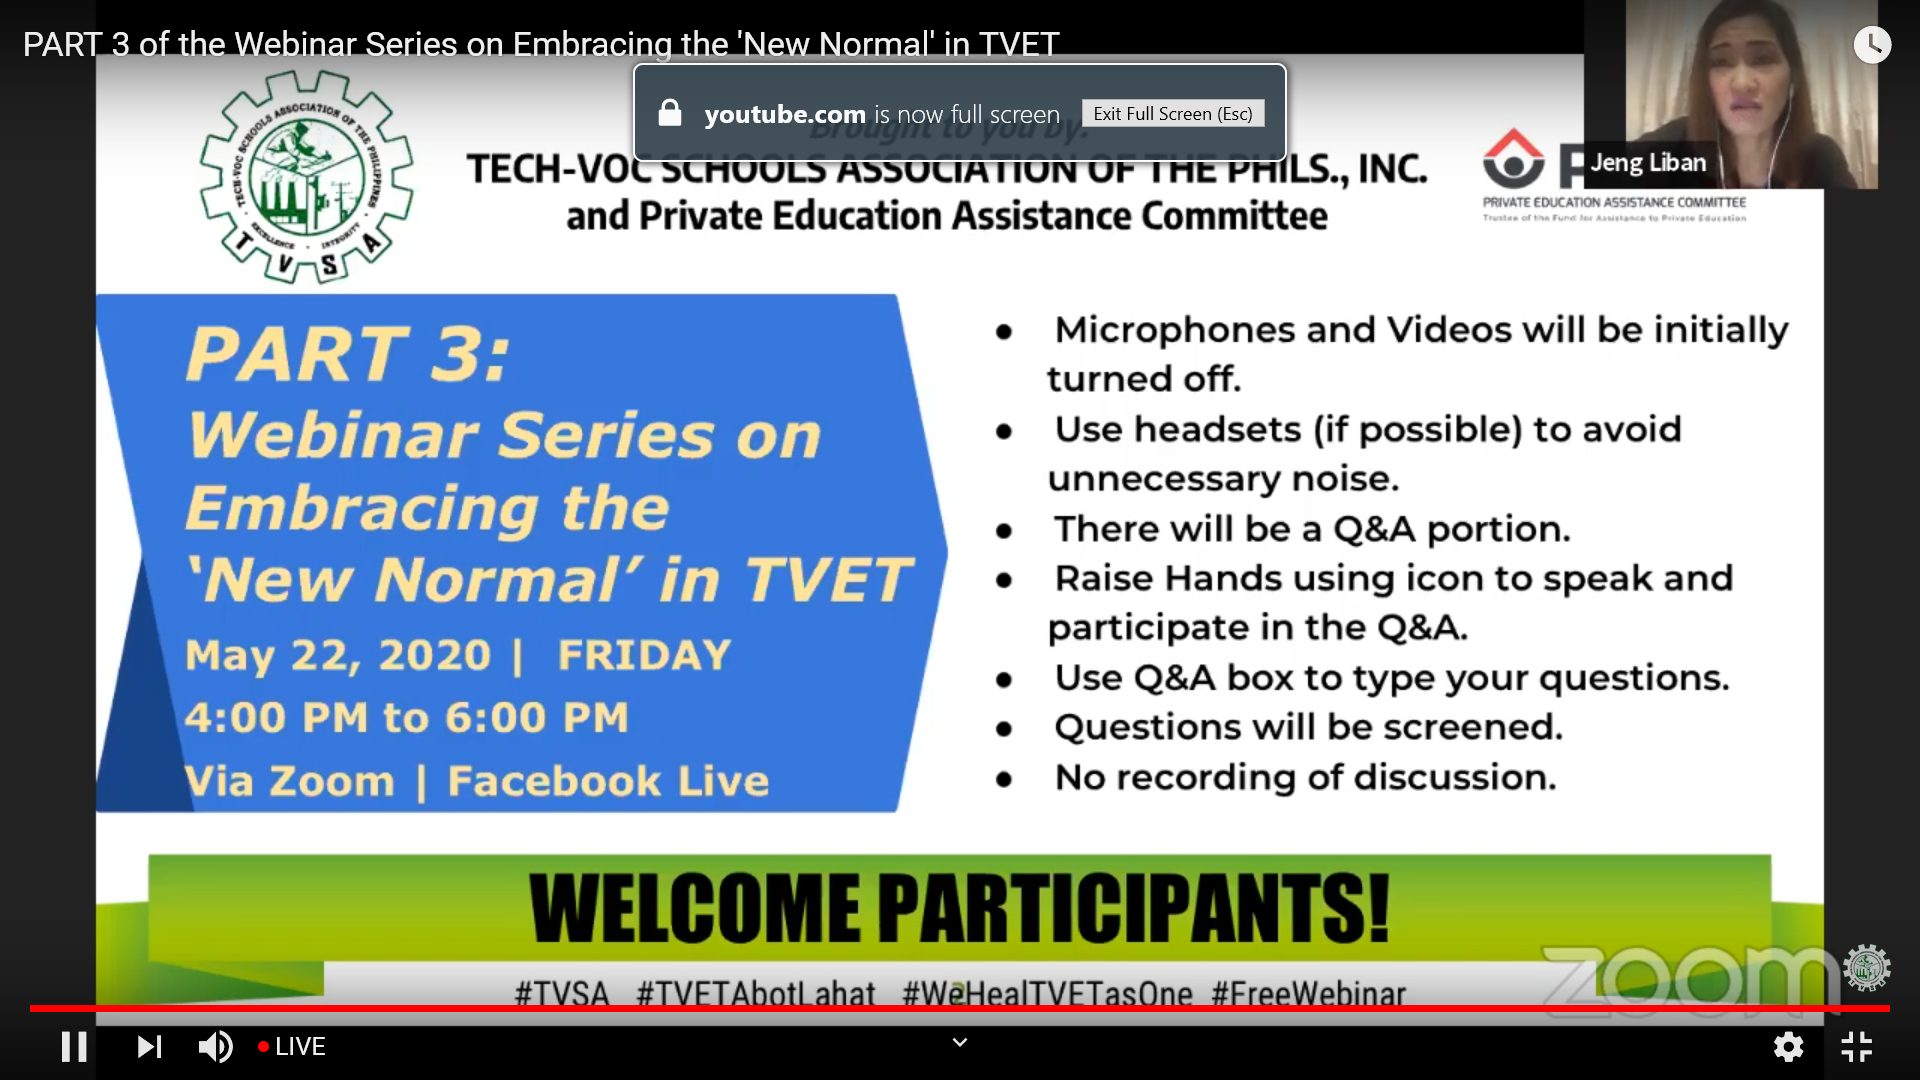 PART 3 of the Webinar Series on Embracing the 'New Normal' in TVET
youtube.com is now full screen
Exit Full Screen (Esc)
Brought to you by:
TECH-VOC SCHOOLS ASSOCIATION OF THE PHILS., INC.
and Private Education Assistance Committee
TECH-VOC SCHOOLS ASSOCIATION OF THE PHILIPPINES
EXCELLENCE • INTEGRITY
TVSA
P
PRIVATE EDUCATION ASSISTANCE COMMITTEE
Trustee of the Fund for Assistance to Private Education
Jeng Liban
PART 3:
Webinar Series on
Embracing the
‘New Normal’ in TVET
May 22, 2020 | FRIDAY
4:00 PM to 6:00 PM
Via Zoom | Facebook Live
● Microphones and Videos will be initially
turned off.
● Use headsets (if possible) to avoid
unnecessary noise.
● There will be a Q&A portion.
● Raise Hands using icon to speak and
participate in the Q&A.
● Use Q&A box to type your questions.
● Questions will be screened.
● No recording of discussion.
WELCOME PARTICIPANTS!
#TVSA #TVETAbotLahat #WeHealTVETasOne #FreeWebinar
zoom
LIVE